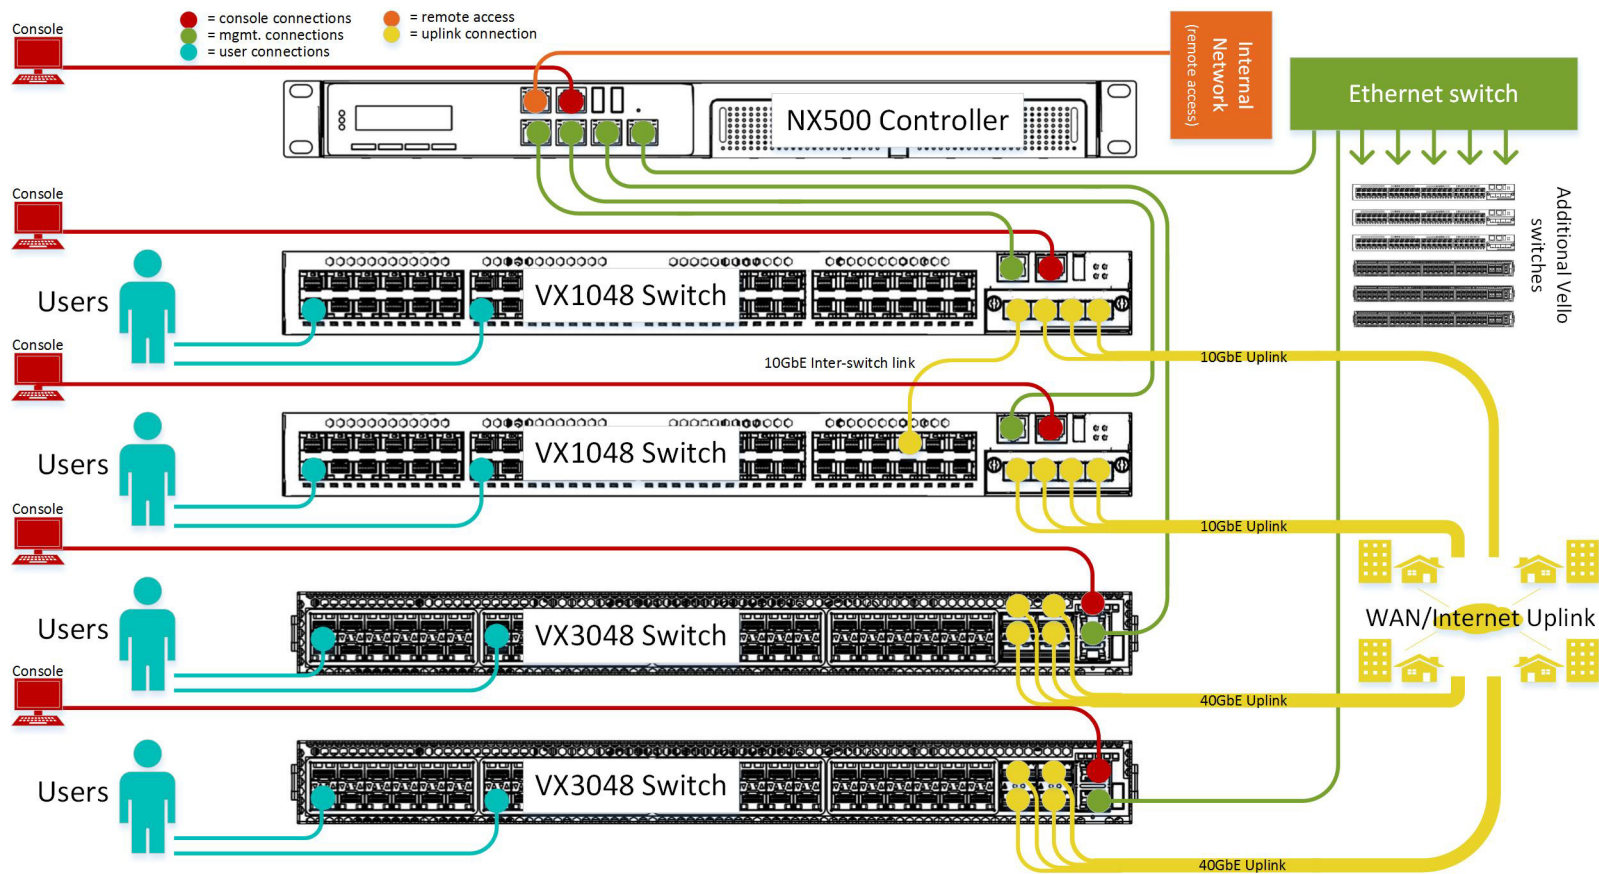 Console
= console connections
= mgmt. connections
= user connections
= remote access
= uplink connection
Internal
Network
(remote access)
Ethernet switch
NX500 Controller
Additional Vello
switches
Console
Users
VX1048 Switch
10GbE Inter-switch link
10GbE Uplink
Console
Users
VX1048 Switch
10GbE Uplink
Console
Users
VX3048 Switch
WAN/Internet Uplink
40GbE Uplink
Console
Users
VX3048 Switch
40GbE Uplink